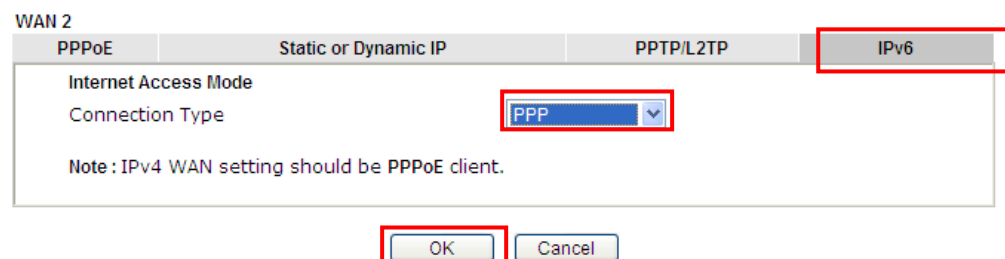 WAN 2
PPPoE Static or Dynamic IP PPTP/L2TP IPv6
Internet Access Mode
Connection Type PPP
Note : IPv4 WAN setting should be PPPoE client.
OK Cancel